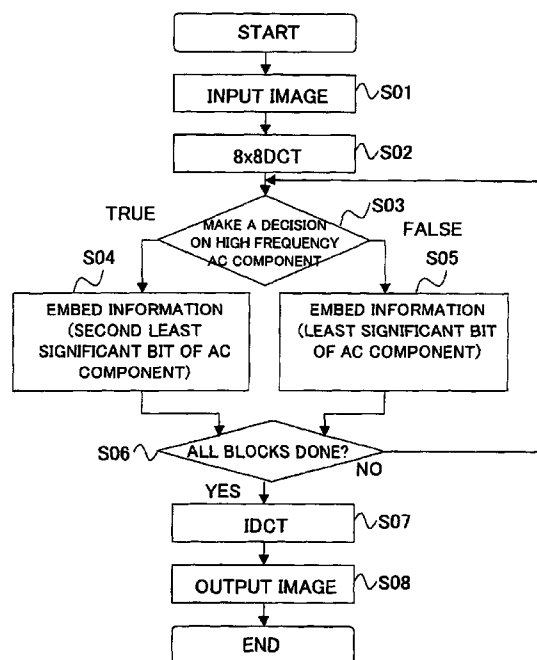 START
INPUT IMAGE
S01
8x8DCT
S02
S03
TRUE
MAKE A DECISION
ON HIGH FREQUENCY
AC COMPONENT
FALSE
S04
S05
EMBED INFORMATION
(SECOND LEAST
SIGNIFICANT BIT OF AC
COMPONENT)
EMBED INFORMATION
(LEAST SIGNIFICANT BIT
OF AC COMPONENT)
S06
ALL BLOCKS DONE?
NO
YES
IDCT
S07
OUTPUT IMAGE
S08
END